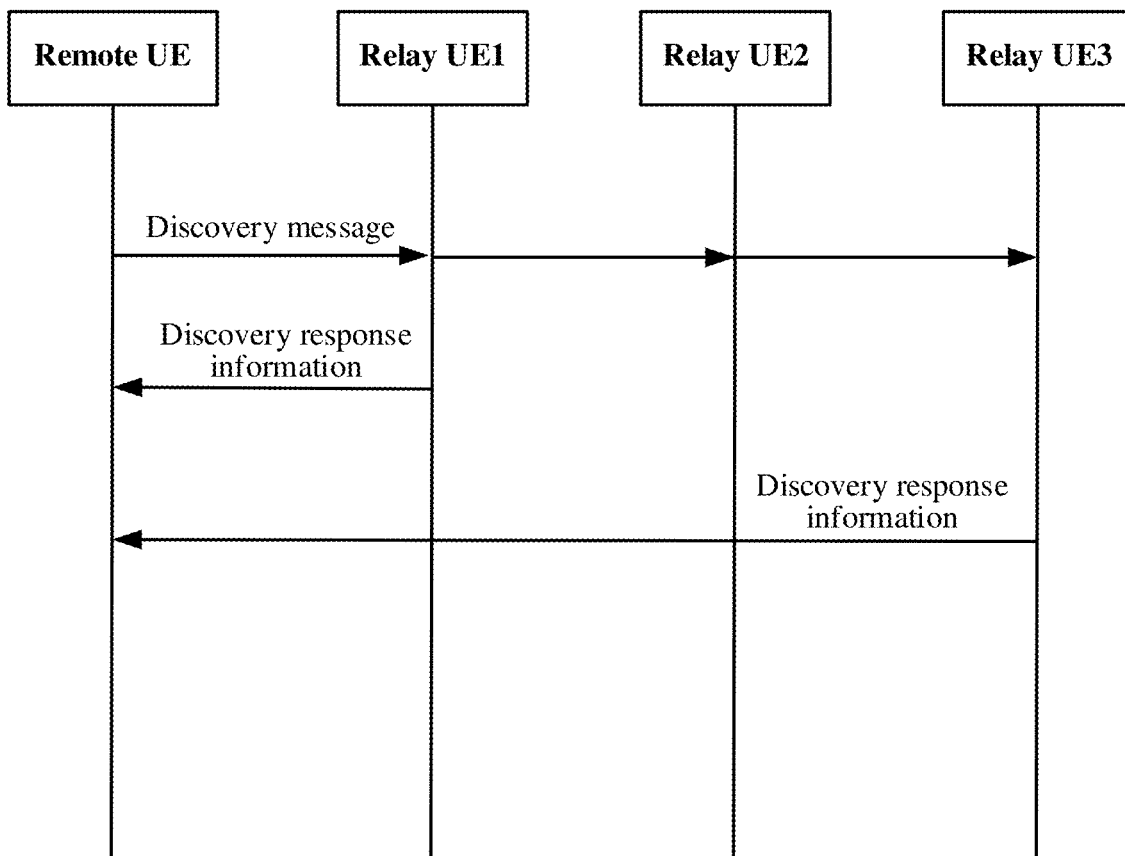 Remote UE
Relay UE1
Relay UE2
Relay UE3
Discovery message
Discovery response
information
Discovery response
information